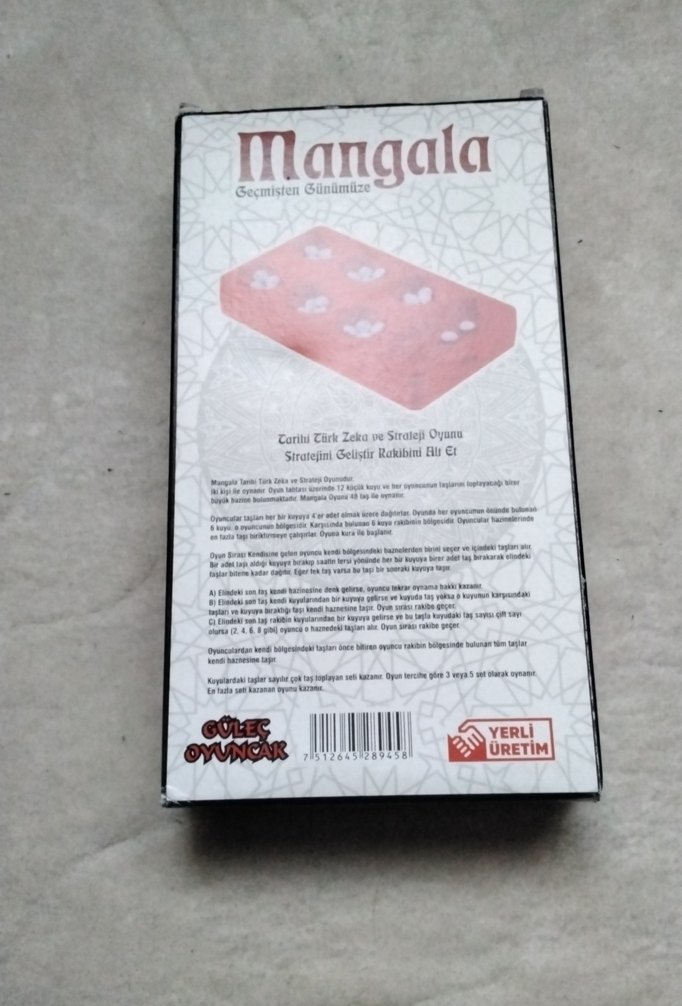 Mangala
Geçmişten Günümüze
Tarihi Türk Zeka ve Strateji Oyunu
Stratejini Geliştir Rakibini Alt Et
Mangala Tarihi Türk Zeka ve Strateji Oyunudur.
İki kişi ile oynanır. Oyun tahtası üzerinde 12 küçük kuyu ve her oyuncunun taşlarını toplayacağı birer
büyük hazine bulunmaktadır. Mangala Oyunu 48 taş ile oynanır.
Oyuncular taşları her bir kuyuya 4'er adet olmak üzere dağıtırlar. Oyunda her oyuncunun önünde bulunan
6 kuyu, o oyuncunun bölgesidir. Karşısında bulunan 6 kuyu rakibinin bölgesidir. Oyuncular hazinelerinde
en fazla taşı biriktirmeye çalışırlar. Oyuna kura ile başlanır.
Oyun Sırası Kendisine gelen oyuncu kendi bölgesindeki haznelerden birini seçer ve içindeki taşları alır.
Bir adet taşı aldığı kuyuya bırakıp saatin tersi yönünde her bir kuyuya birer adet taş bırakarak elindeki
taşlar bitene kadar dağıtır. Eğer tek taş varsa bu taşı bir sonraki kuyuya taşır.
A) Elindeki son taş kendi hazinesine denk gelirse, oyuncu tekrar oynama hakkı kazanır.
B) Elindeki son taş kendi kuyularından bir kuyuya gelirse ve kuyuda taş yoksa o kuyunun karşısındaki
taşları ve kuyuya bıraktığı taşı kendi haznesine taşır. Oyun sırası rakibe geçer.
C) Elindeki son taş rakibin kuyularından bir kuyuya gelirse ve bu taşla kuyudaki taş sayısı çift sayı
olursa (2, 4, 6, 8 gibi) oyuncu o haznedeki taşları alır. Oyun sırası rakibe geçer.
Oyunculardan kendi bölgesindeki taşları önce bitiren oyuncu rakibin bölgesinde bulunan tüm taşlar
kendi haznesine taşır.
Kuyulardaki taşlar sayılır çok taş toplayan seti kazanır. Oyun tercihe göre 3 veya 5 set olarak oynanır.
En fazla seti kazanan oyunu kazanır.
GÜLEÇ
OYUNCAK
7 512645 289458
YERLİ
ÜRETİM